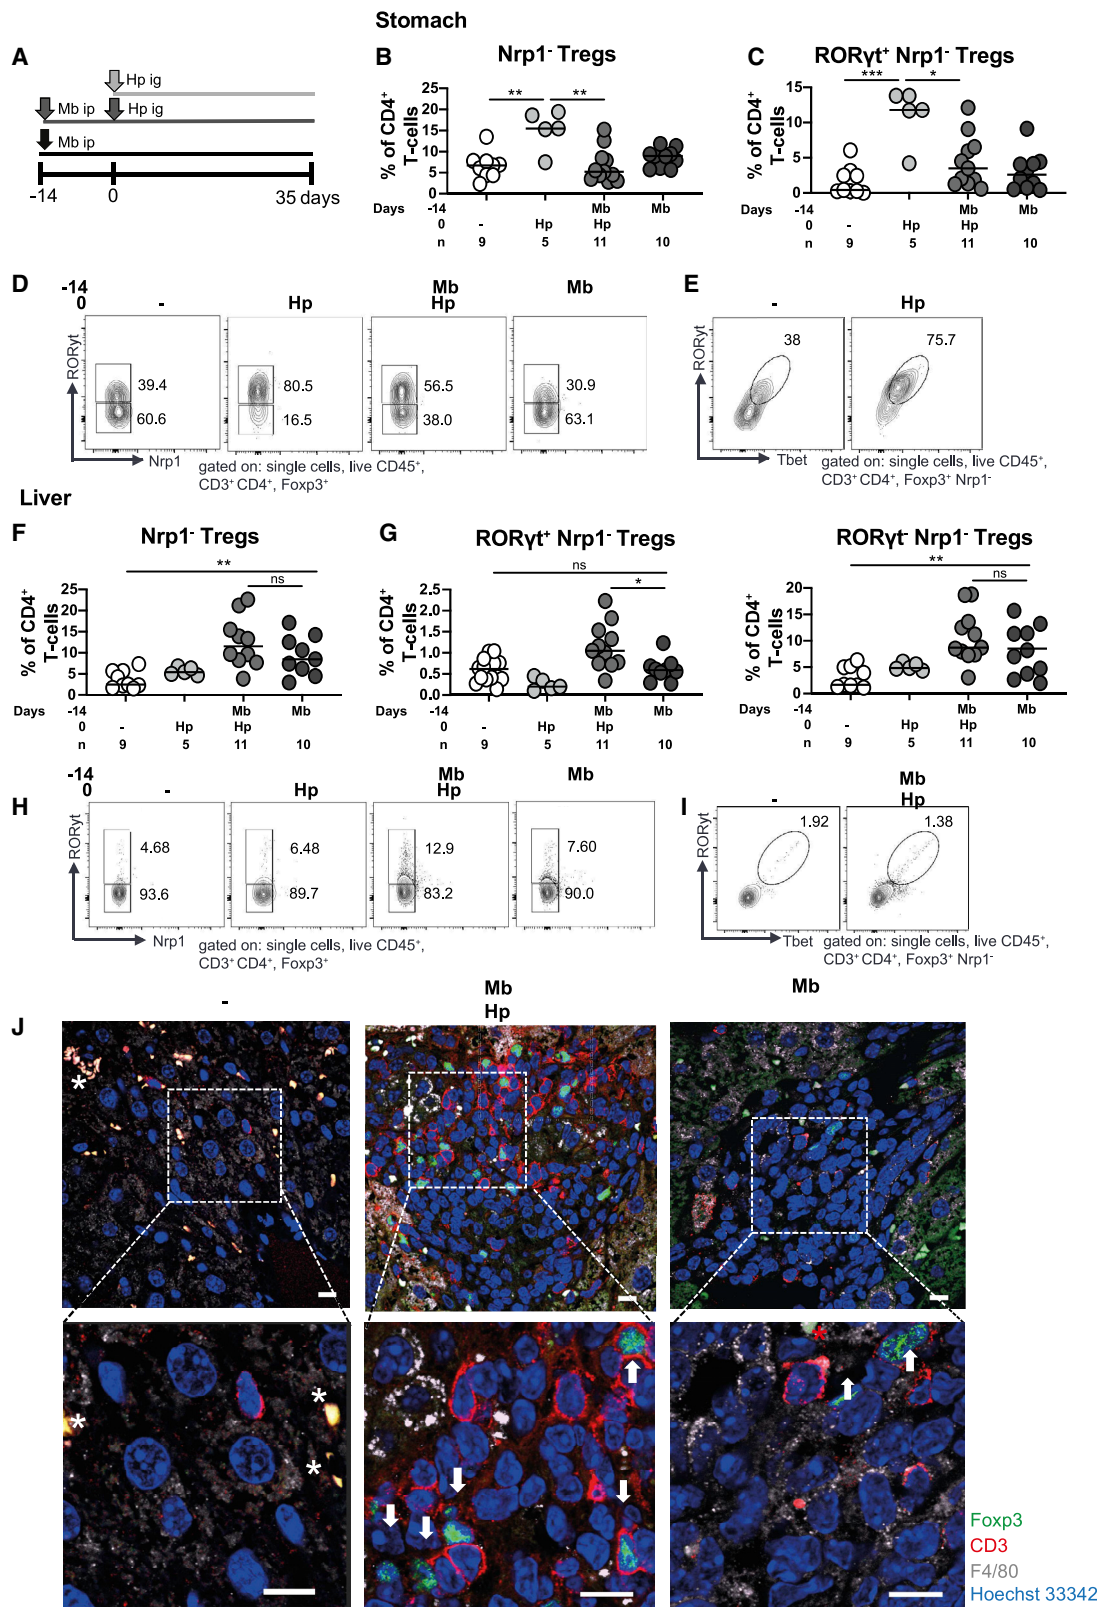 Stomach
A
Hp ig
Mb ip
Hp ig
Mb ip
-14
0
35 days
B
Nrp1⁻ Tregs
% of CD4⁺
T-cells
25
20
15
10
5
0
**
**
Days -14 Mb Mb
0 - Hp Hp
n 9 5 11 10
C
RORγt⁺ Nrp1⁻ Tregs
% of CD4⁺
T-cells
15
10
5
0
***
*
Days -14 Mb Mb
0 - Hp Hp
n 9 5 11 10
D
-14 Mb Mb
0 - Hp Hp
RORγt
39.4
60.6
80.5
16.5
56.5
38.0
30.9
63.1
Nrp1
gated on: single cells, live CD45⁺,
CD3⁺ CD4⁺, Foxp3⁺
E
- Hp
RORγt
38
75.7
Tbet
gated on: single cells, live CD45⁺,
CD3⁺ CD4⁺, Foxp3⁺ Nrp1⁻
Liver
F
Nrp1⁻ Tregs
% of CD4⁺
T-cells
25
20
15
10
5
0
**
ns
Days -14 Mb Mb
0 - Hp Hp
n 9 5 11 10
G
RORγt⁺ Nrp1⁻ Tregs
% of CD4⁺
T-cells
2.5
2.0
1.5
1.0
0.5
0.0
ns
*
Days -14 Mb Mb
0 - Hp Hp
n 9 5 11 10
RORγt⁻ Nrp1⁻ Tregs
% of CD4⁺
T-cells
20
15
10
5
0
**
ns
Days -14 Mb Mb
0 - Hp Hp
n 9 5 11 10
H
-14 Mb Mb
0 - Hp Hp
RORγt
4.68
93.6
6.48
89.7
12.9
83.2
7.60
90.0
Nrp1
gated on: single cells, live CD45⁺,
CD3⁺ CD4⁺, Foxp3⁺
I
- Mb
Hp
RORγt
1.92
1.38
Tbet
gated on: single cells, live CD45⁺,
CD3⁺ CD4⁺, Foxp3⁺ Nrp1⁻
J
- Mb Mb
Hp
*
*
*
*
*
Foxp3
CD3
F4/80
Hoechst 33342